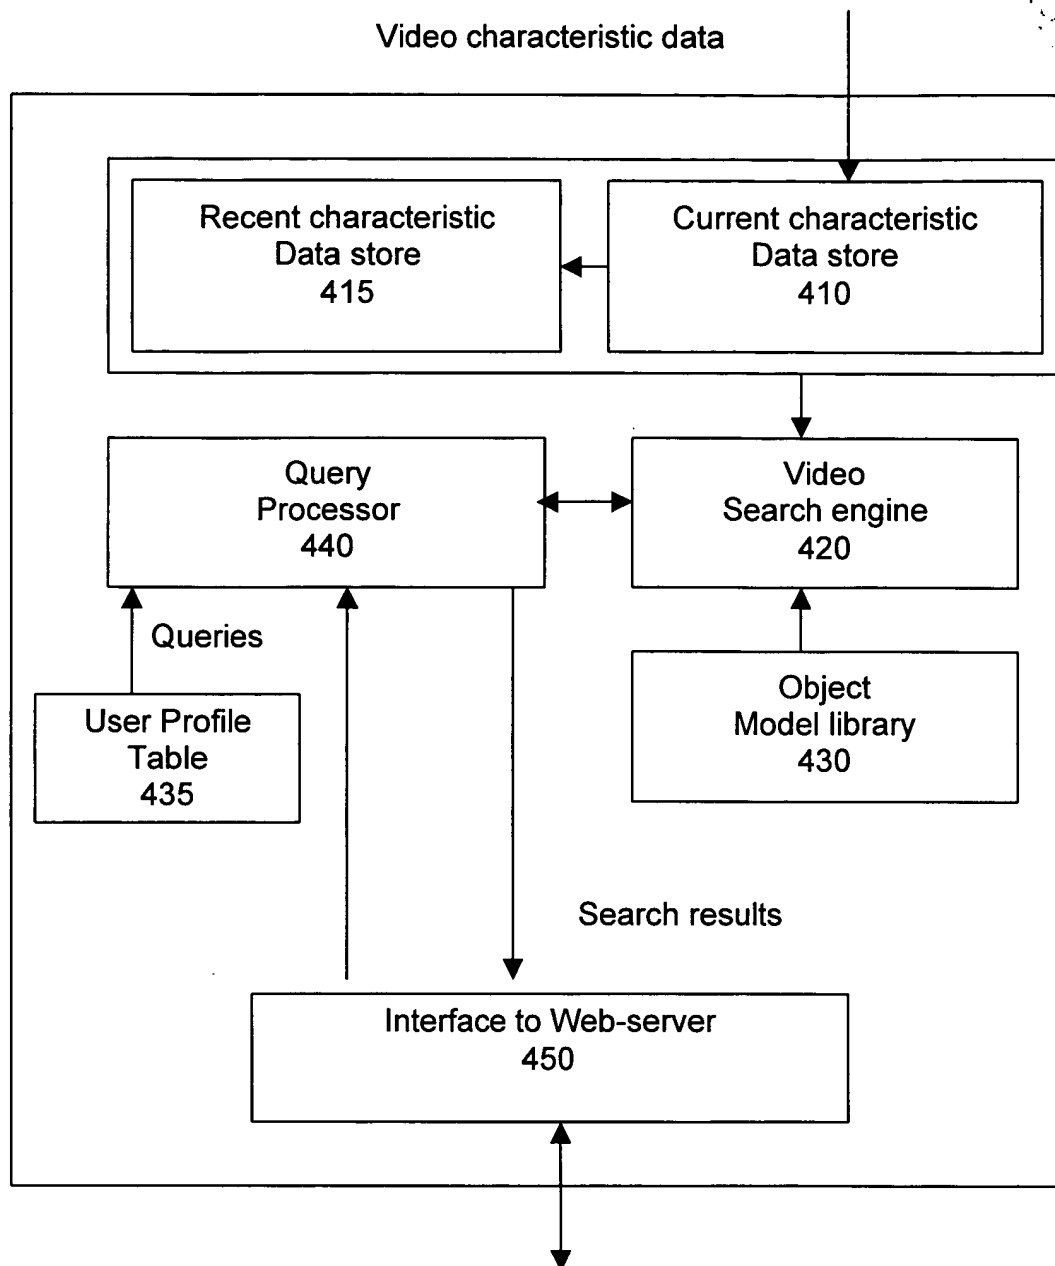 Video characteristic data
Recent characteristic
Data store
415
Current characteristic
Data store
410
Query
Processor
440
Video
Search engine
420
Queries
User Profile
Table
435
Object
Model library
430
Search results
Interface to Web-server
450